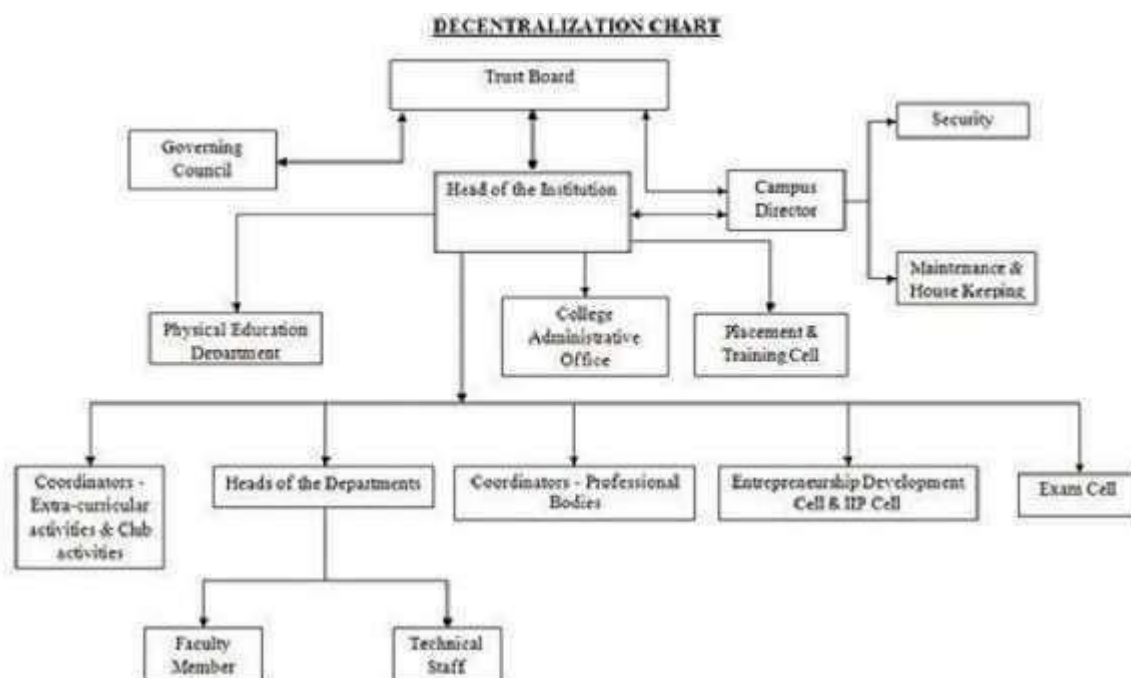 DECENTRALIZATION CHART
Trust Board
Security
Governing
Council
Head of the Institution
Campus
Director
Maintenance &
House Keeping
Physical Education
Department
College
Administrative
Office
Placement &
Training Cell
Coordinators -
Extra-curricular
activities & Club
activities
Heads of the Departments
Coordinators - Professional
Bodies
Entrepreneurship Development
Cell & IIP Cell
Exam Cell
Faculty
Member
Technical
Staff